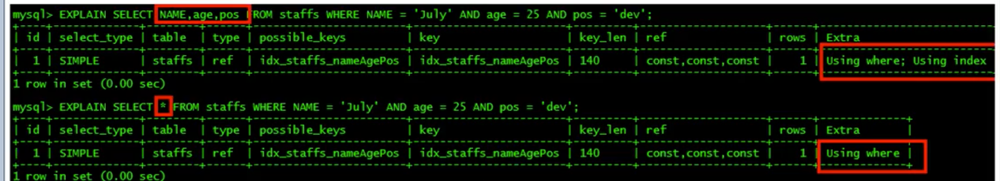 mysql> EXPLAIN SELECT NAME,age,pos FROM staffs WHERE NAME = 'July' AND age = 25 AND pos = 'dev';
| id | select_type | table | type | possible_keys | key | key_len | ref | rows | Extra
| 1 | SIMPLE | staffs | ref | idx_staffs_nameAgePos | idx_staffs_nameAgePos | 140 | const,const,const | 1 | Using where; Using index
1 row in set (0.00 sec)
mysql> EXPLAIN SELECT * FROM staffs WHERE NAME = 'July' AND age = 25 AND pos = 'dev';
| id | select_type | table | type | possible_keys | key | key_len | ref | rows | Extra |
| 1 | SIMPLE | staffs | ref | idx_staffs_nameAgePos | idx_staffs_nameAgePos | 140 | const,const,const | 1 | Using where |
1 row in set (0.00 sec)